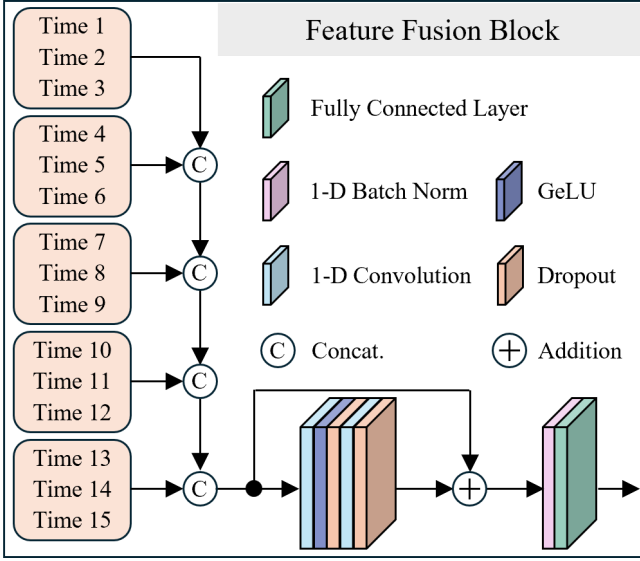 Time 1
Time 2
Time 3
Time 4
Time 5
Time 6
Time 7
Time 8
Time 9
Time 10
Time 11
Time 12
Time 13
Time 14
Time 15
C
C
C
C
Feature Fusion Block
Fully Connected Layer
1-D Batch Norm
GeLU
1-D Convolution
Dropout
C Concat.
+ Addition
+